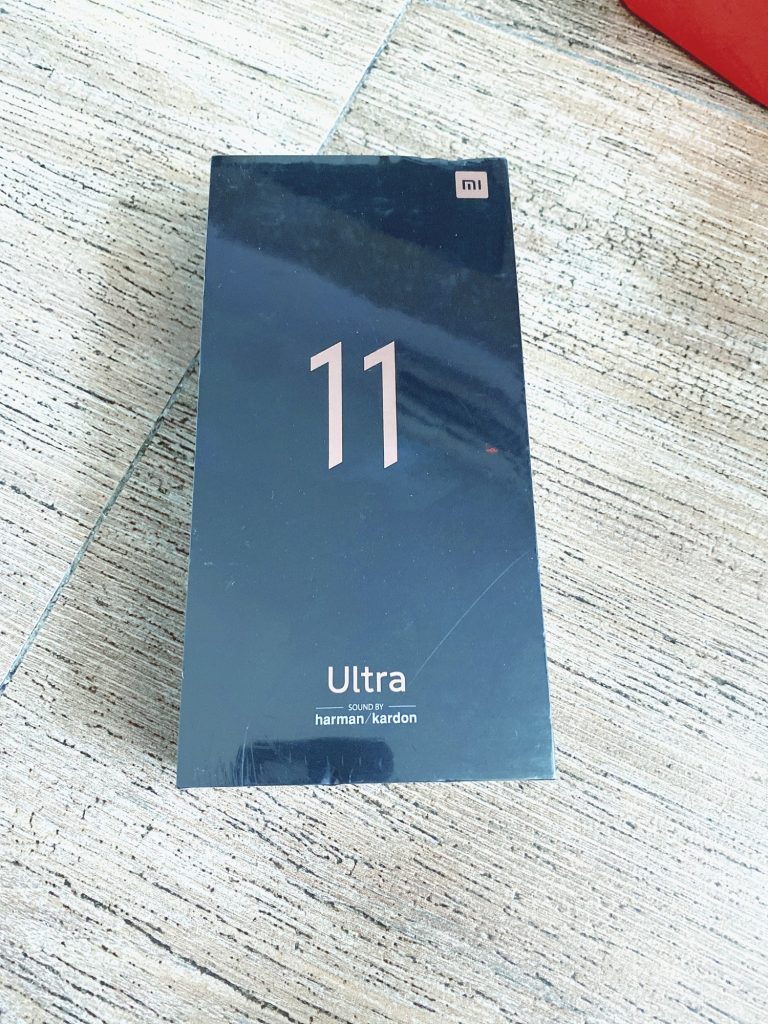 mi
11
Ultra
SOUND BY
harman/kardon